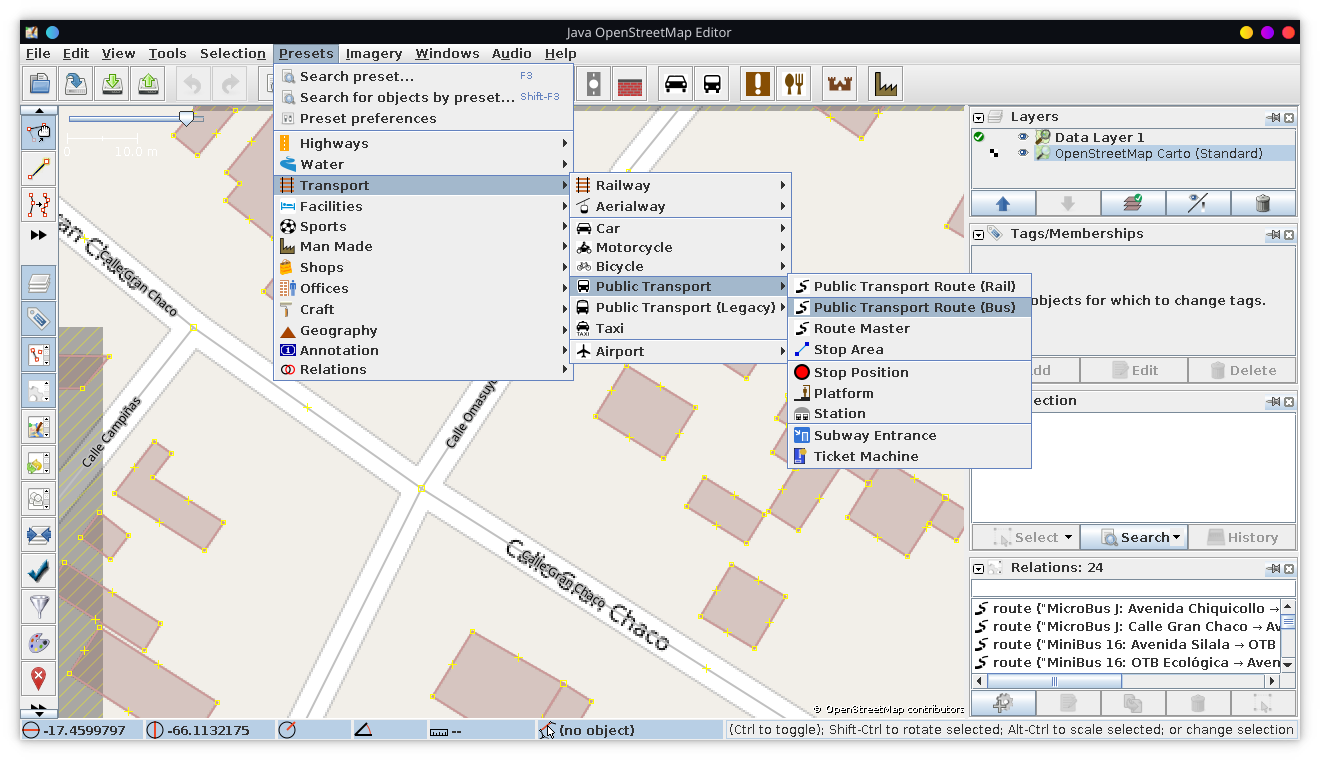 Java OpenStreetMap Editor
File Edit View Tools Selection Presets Imagery Windows Audio Help
Search preset... F3
Search for objects by preset... Shift-F3
Preset preferences
Highways
Water
Transport
Facilities
Sports
Man Made
Shops
Offices
Craft
Geography
Annotation
Relations
Railway
Aerialway
Car
Motorcycle
Bicycle
Public Transport
Public Transport (Legacy)
Taxi
Airport
Public Transport Route (Rail)
Public Transport Route (Bus)
Route Master
Stop Area
Stop Position
Platform
Station
Subway Entrance
Ticket Machine
0 10.0 m
Calle Gran Chaco
Calle Campiñas
Calle Gran Chaco
Calle Gran Chaco
© OpenStreetMap contributors
Layers
Data Layer 1
OpenStreetMap Carto (Standard)
Tags/Memberships
objects for which to change tags.
Edit
Delete
Select
Search
History
Relations: 24
route ("MicroBus J: Avenida Chiquicollo →
route ("MicroBus J: Calle Gran Chaco → Av
route ("MiniBus 16: Avenida Silala → OTB
route ("MiniBus 16: OTB Ecológica → Aven
-17.4599797
-66.1132175
--
(no object)
(Ctrl to toggle); Shift-Ctrl to rotate selected; Alt-Ctrl to scale selected; or change selection